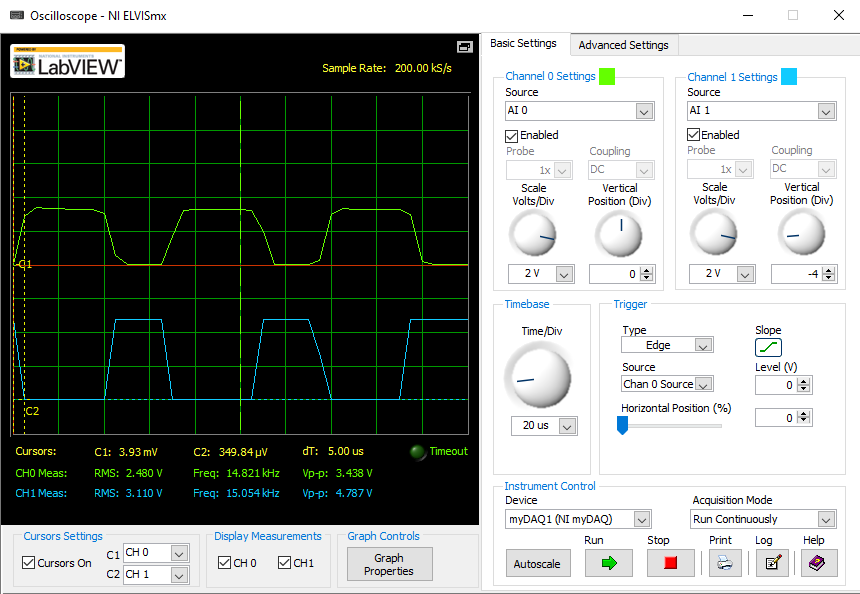 Oscilloscope - NI ELVISmx
LabVIEW™
Sample Rate: 200.00 kS/s
C1
C2
Cursors: C1: 3.93 mV C2: 349.84 µV dT: 5.00 us Timeout
CH0 Meas: RMS: 2.480 V Freq: 14.821 kHz Vp-p: 3.438 V
CH1 Meas: RMS: 3.110 V Freq: 15.054 kHz Vp-p: 4.787 V
Cursors Settings
Cursors On
C1 CH 0
C2 CH 1
Display Measurements
CH 0 CH1
Graph Controls
Graph
Properties
Basic Settings Advanced Settings
Channel 0 Settings
Source
AI 0
Enabled
Probe Coupling
1x DC
Scale Vertical
Volts/Div Position (Div)
2 V 0
Channel 1 Settings
Source
AI 1
Enabled
Probe Coupling
1x DC
Scale Vertical
Volts/Div Position (Div)
2 V -4
Timebase
Time/Div
20 us
Trigger
Type Slope
Edge
Source Level (V)
Chan 0 Source 0
Horizontal Position (%)
0
Instrument Control
Device Acquisition Mode
myDAQ1 (NI myDAQ) Run Continuously
Run Stop Print Log Help
Autoscale